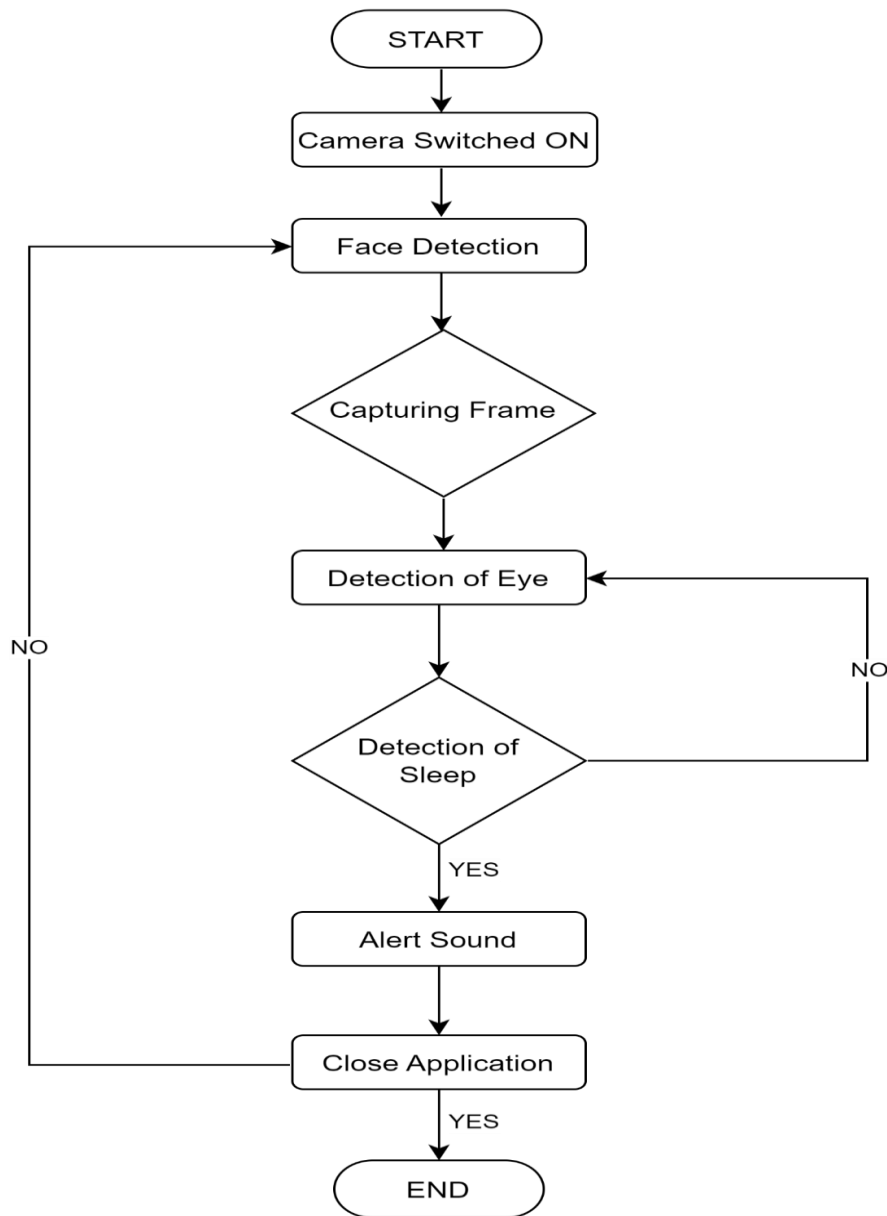 START
Camera Switched ON
Face Detection
Capturing Frame
Detection of Eye
NO
NO
Detection of
Sleep
YES
Alert Sound
Close Application
YES
END